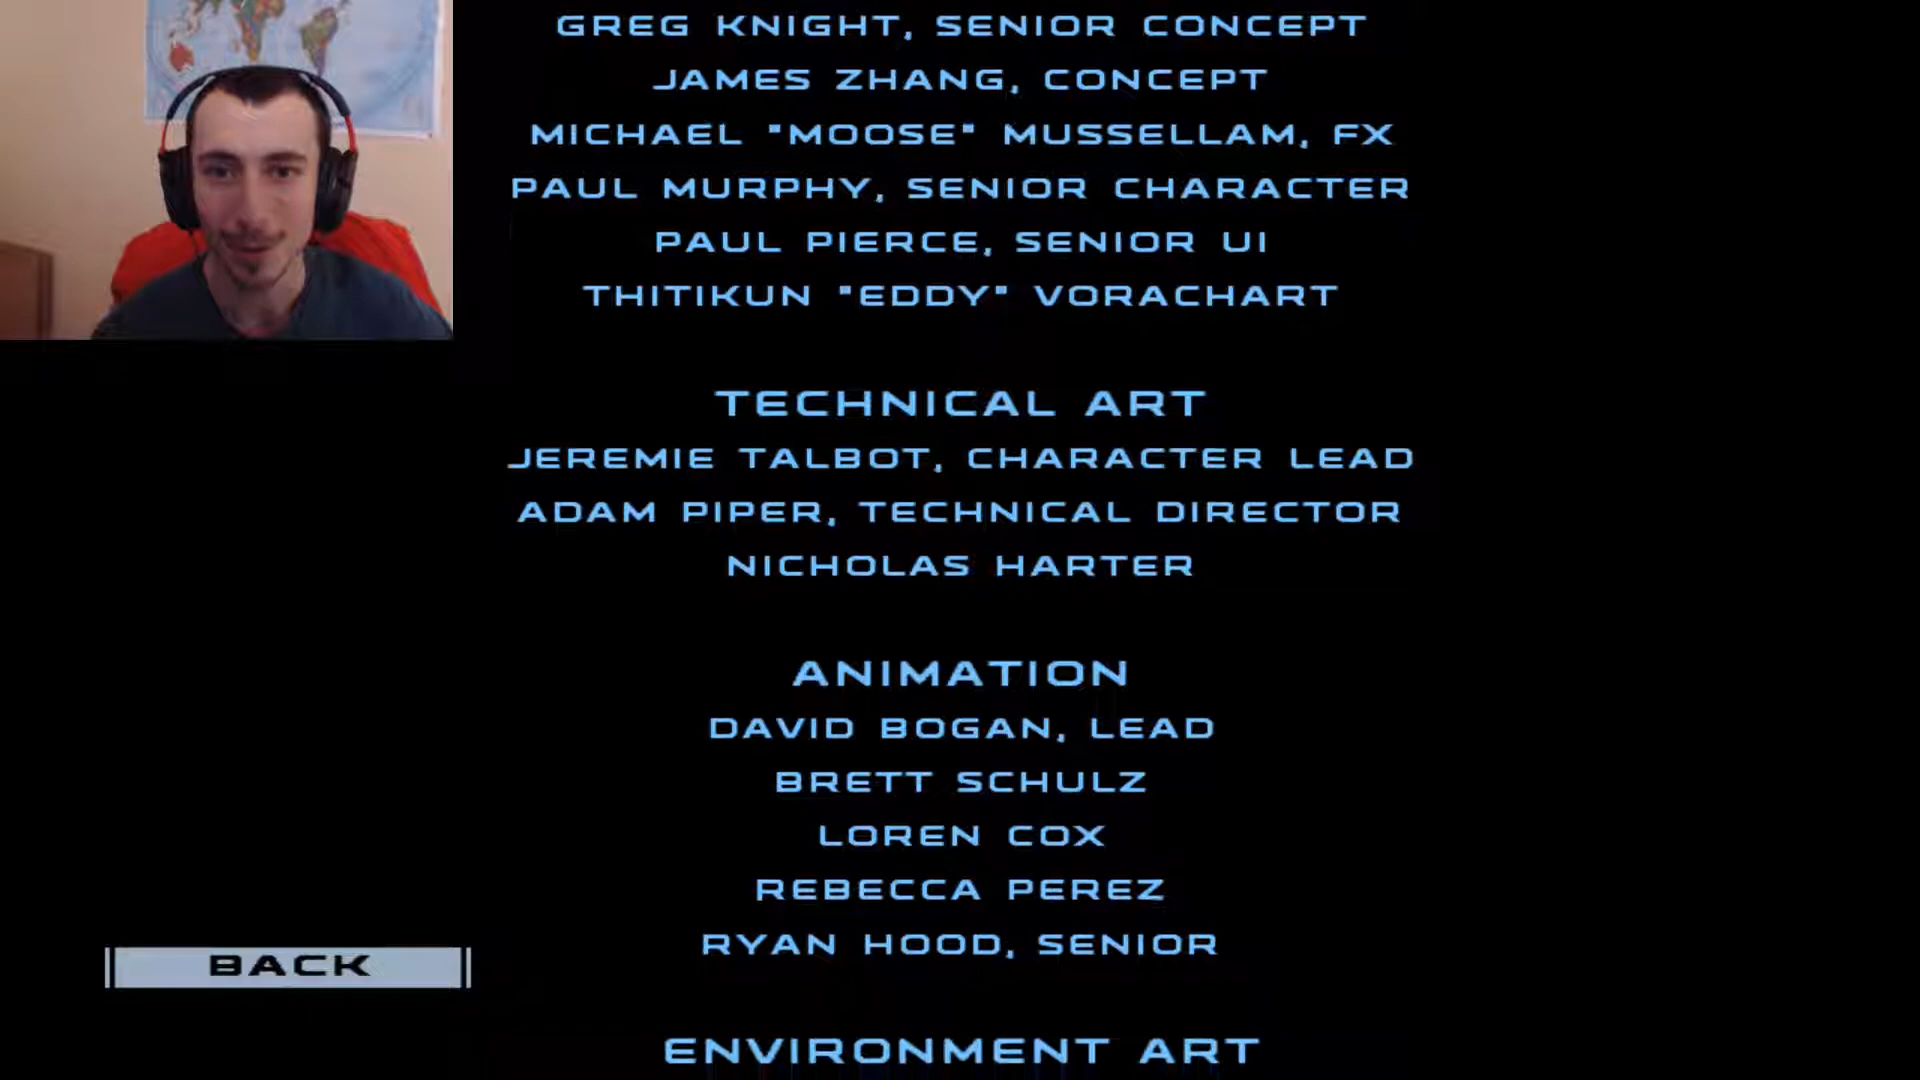 GREG KNIGHT, SENIOR CONCEPT
JAMES ZHANG, CONCEPT
MICHAEL "MOOSE" MUSSELLAM, FX
PAUL MURPHY, SENIOR CHARACTER
PAUL PIERCE, SENIOR UI
THITIKUN "EDDY" VORACHART
TECHNICAL ART
JEREMIE TALBOT, CHARACTER LEAD
ADAM PIPER, TECHNICAL DIRECTOR
NICHOLAS HARTER
ANIMATION
DAVID BOGAN, LEAD
BRETT SCHULZ
LOREN COX
REBECCA PEREZ
RYAN HOOD, SENIOR
BACK
ENVIRONMENT ART